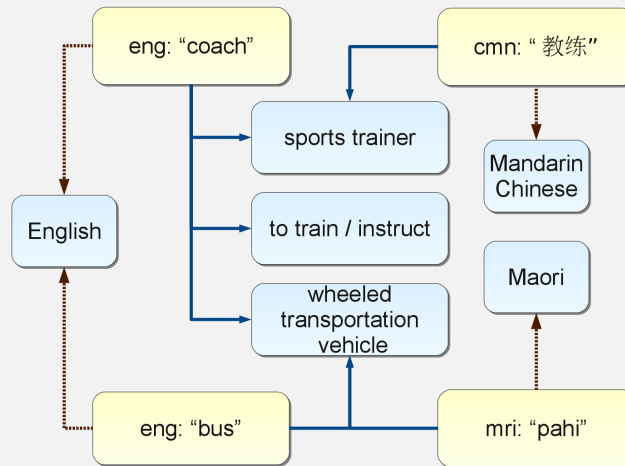 eng: “coach”
cmn: “ 教练”
sports trainer
Mandarin
Chinese
English
to train / instruct
Maori
wheeled
transportation
vehicle
eng: “bus”
mri: “pahi”